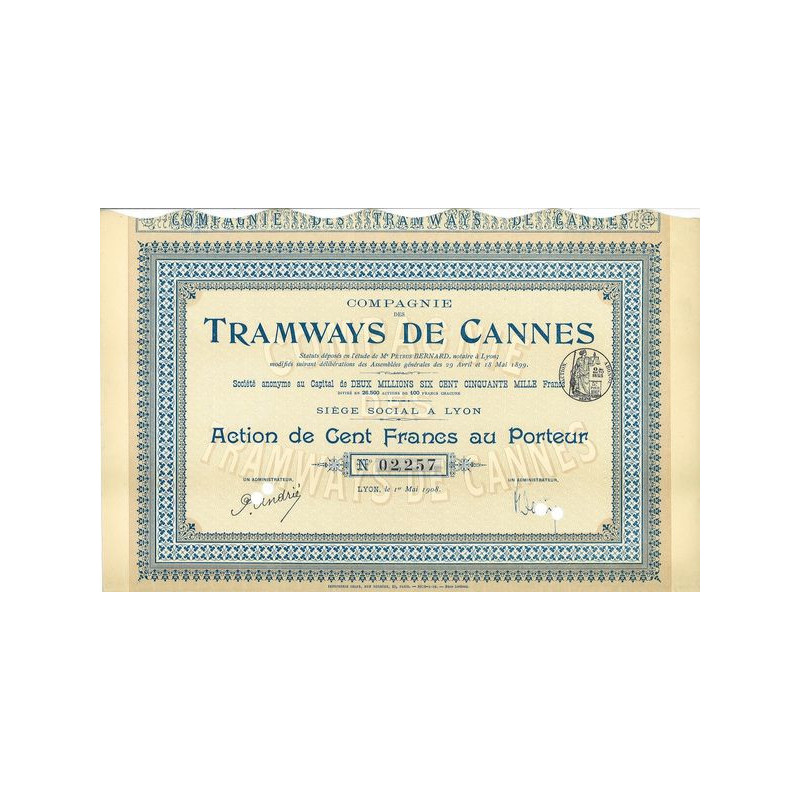 COMPAGNIE DES TRAMWAYS DE CANNES
COMPAGNIE
DES
TRAMWAYS DE CANNES
Statuts déposés en l'étude de Me PETRUS BERNARD, notaire à Lyon;
modifiés suivant délibérations des Assemblées générales des 29 Avril et 18 Mai 1899.
Société anonyme au Capital de DEUX MILLIONS SIX CENT CINQUANTE MILLE Francs
DIVISÉ EN 26.500 ACTIONS DE 100 FRANCS CHACUNE
SIÈGE SOCIAL A LYON
Action de Cent Francs au Porteur
No 02257
UN ADMINISTRATEUR,
LYON, le 1er Mai 1908.
UN ADMINISTRATEUR,
COMPAGNIE
DES
TRAMWAYS DE CANNES